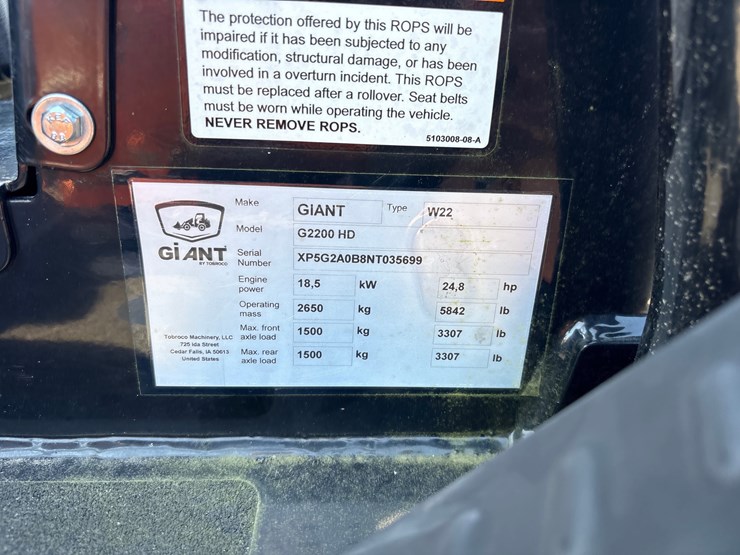 The protection offered by this ROPS will be
impaired if it has been subjected to any
modification, structural damage, or has been
involved in a overturn incident. This ROPS
must be replaced after a rollover. Seat belts
must be worn while operating the vehicle.
NEVER REMOVE ROPS.
5103008-08-A
GiANT
BY TOBROCO
Tobroco Machinery, LLC
725 Ida Street
Cedar Falls, IA 50613
United States
Make GIANT Type W22
Model G2200 HD
Serial Number XP5G2A0B8NT035699
Engine power 18,5 kW 24,8 hp
Operating mass 2650 kg 5842 lb
Max. front axle load 1500 kg 3307 lb
Max. rear axle load 1500 kg 3307 lb